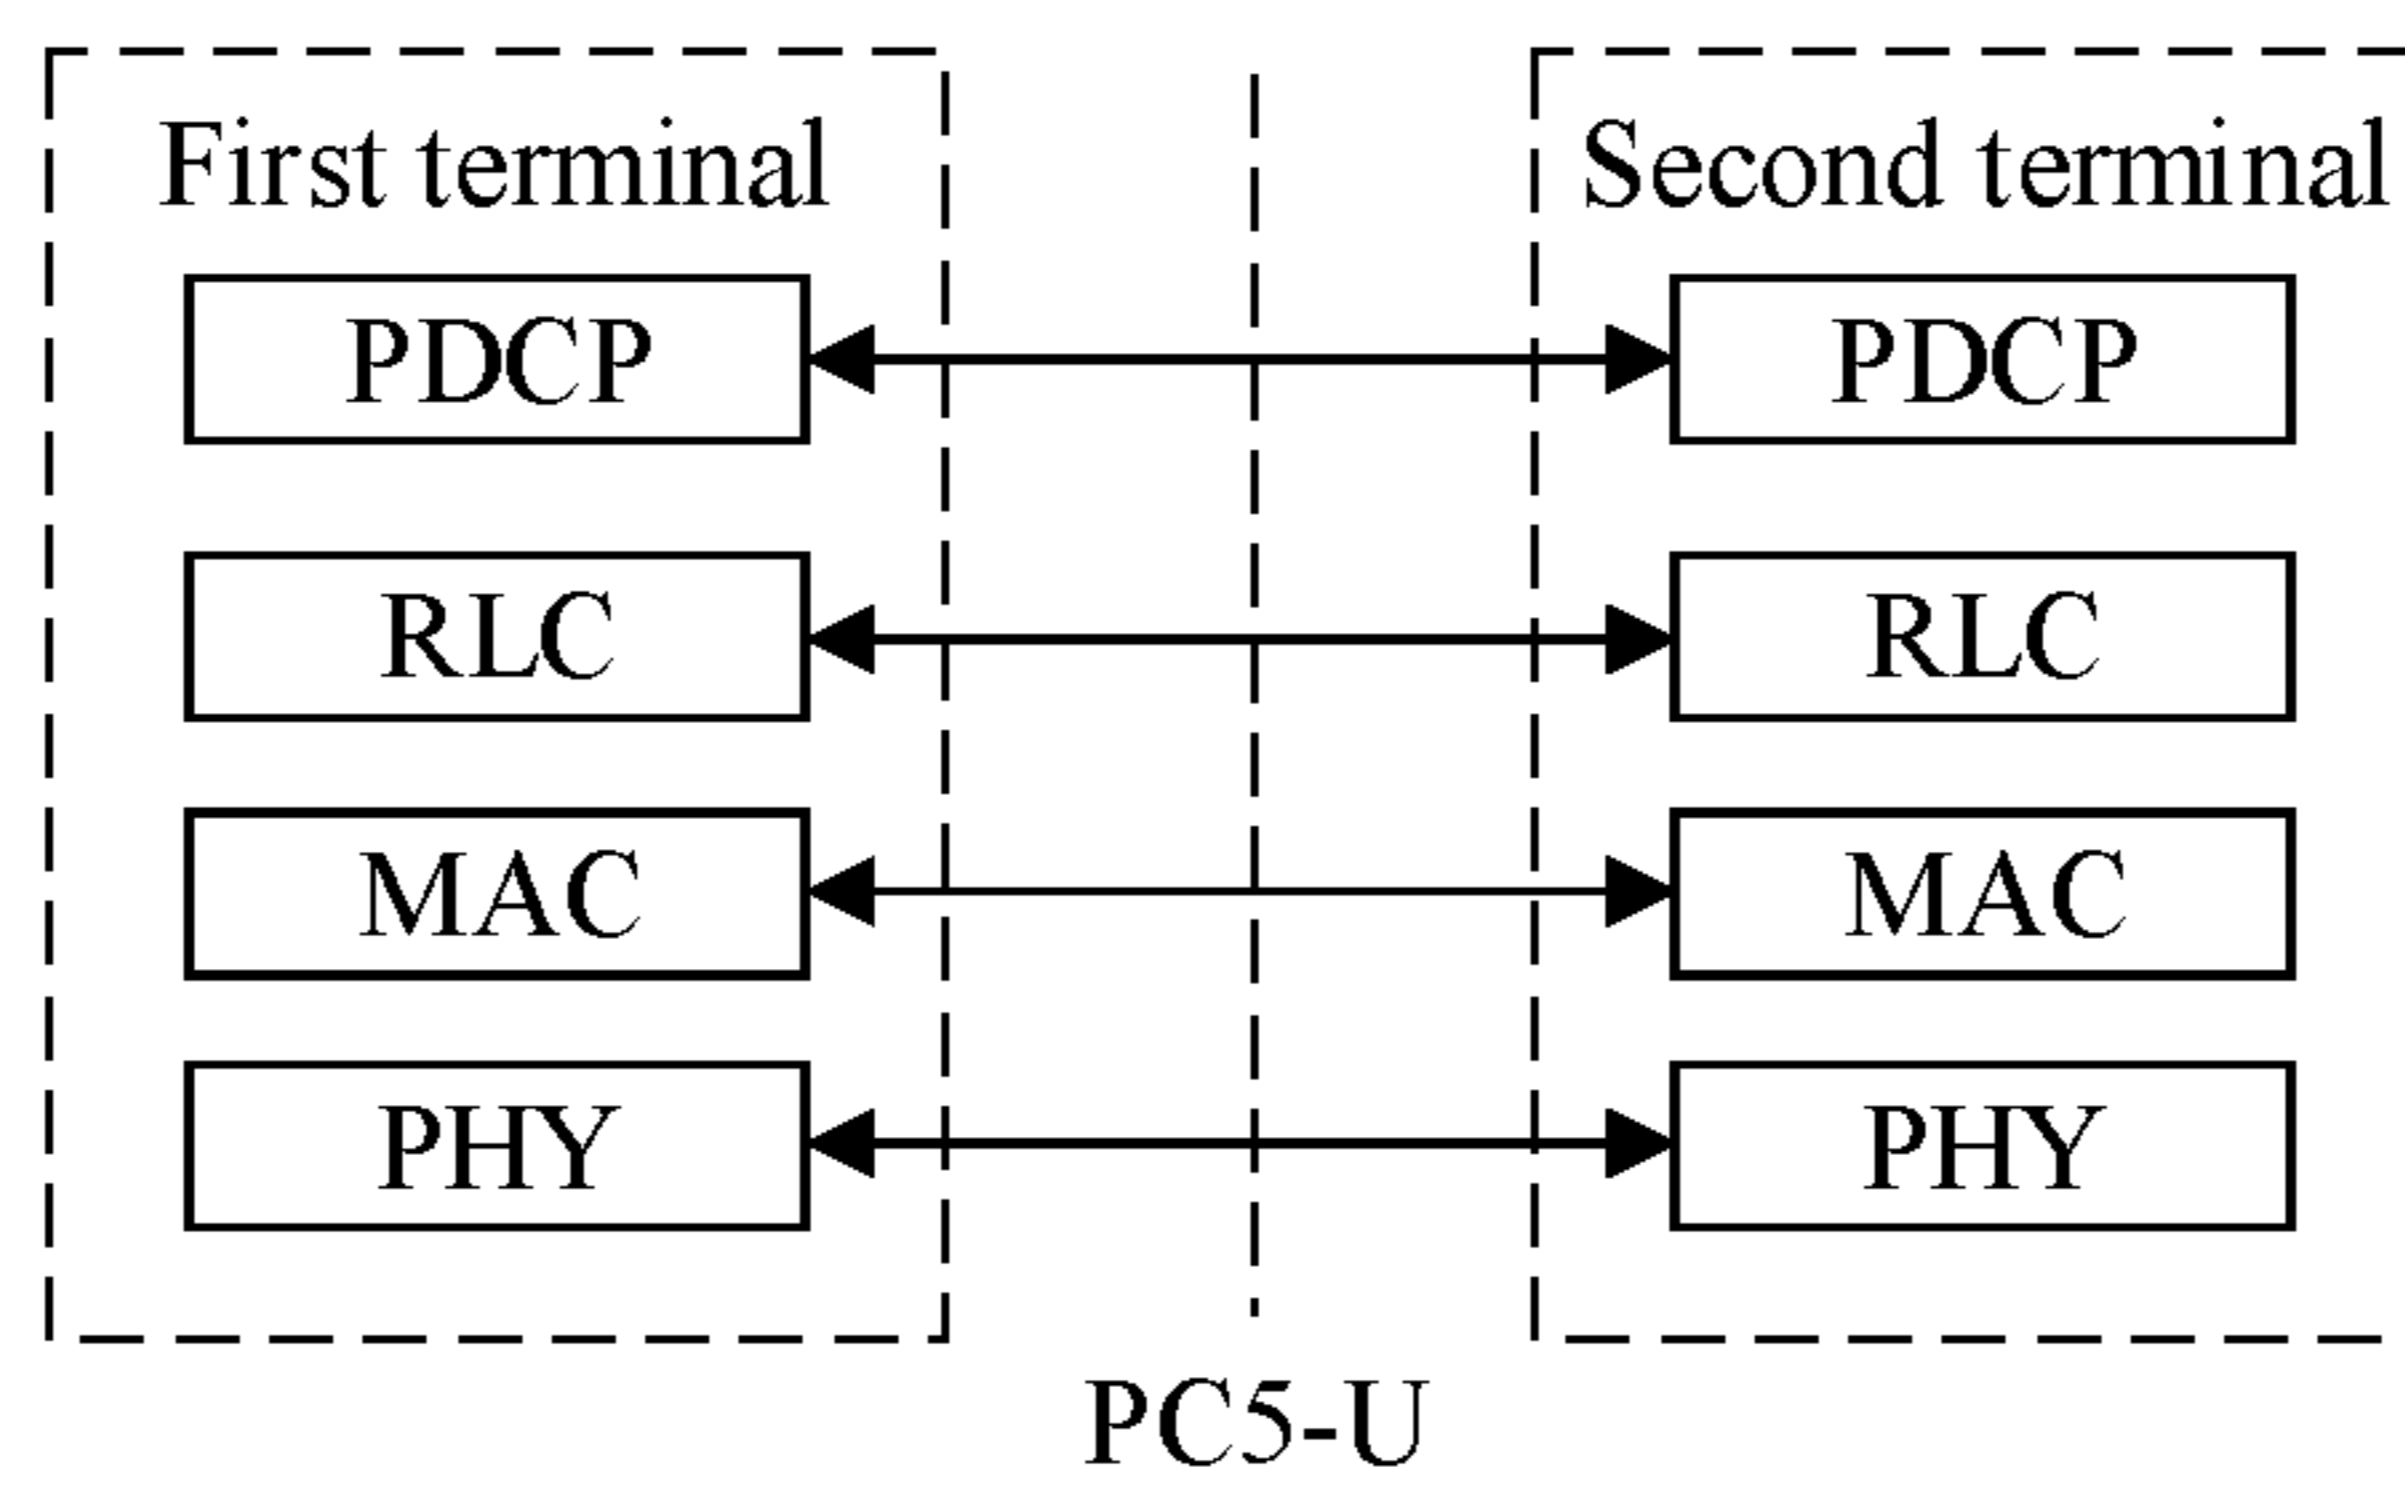 First terminal
Second terminal
PDCP
PDCP
RLC
RLC
MAC
MAC
PHY
PHY
PC5-U